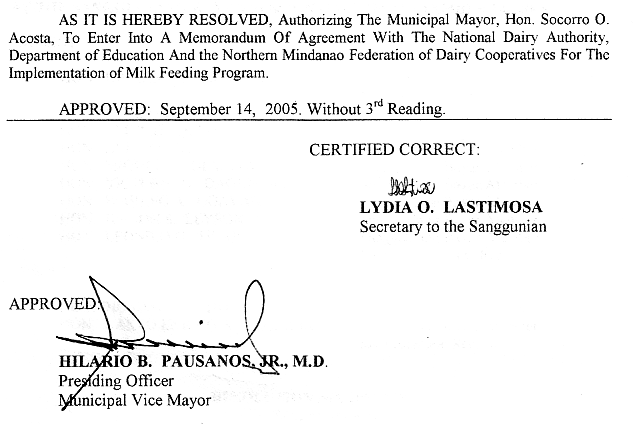 AS IT IS HEREBY RESOLVED, Authorizing The Municipal Mayor, Hon. Socorro O.
Acosta, To Enter Into A Memorandum Of Agreement With The National Dairy Authority,
Department of Education And the Northern Mindanao Federation of Dairy Cooperatives For The
Implementation of Milk Feeding Program.
APPROVED: September 14, 2005. Without 3rd Reading.
CERTIFIED CORRECT:
LYDIA O. LASTIMOSA
Secretary to the Sanggunian
APPROVED:
HILARIO B. PAUSANOS, JR., M.D.
Presiding Officer
Municipal Vice Mayor